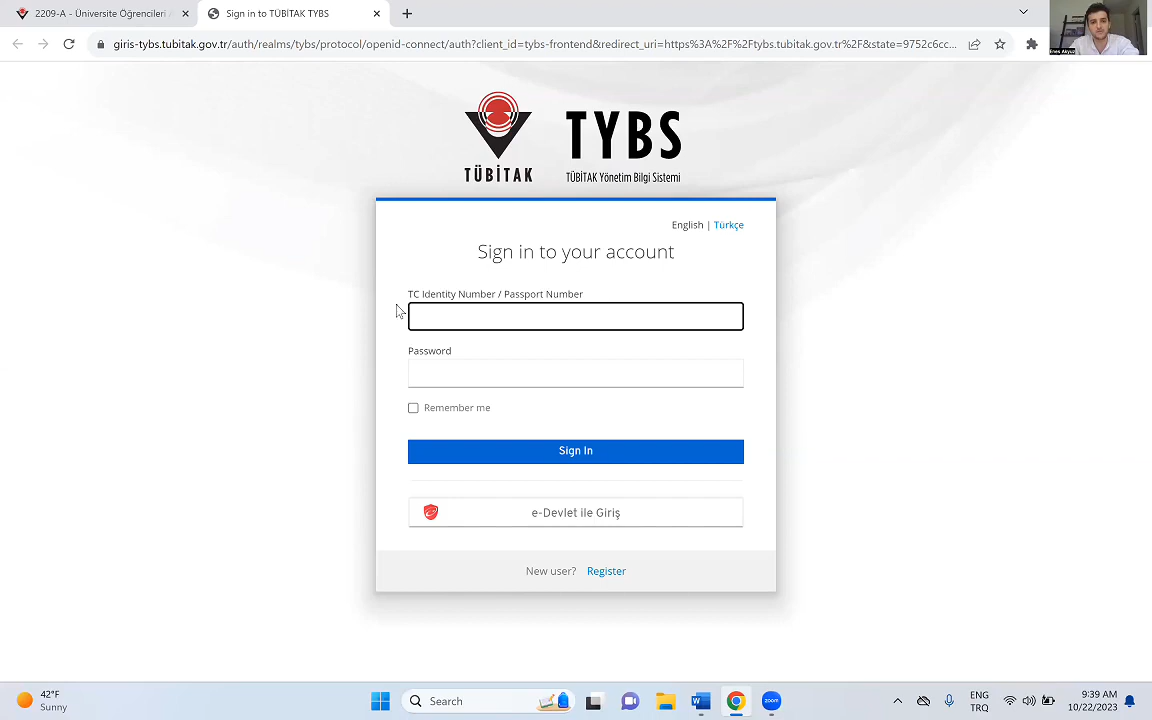 2209-A - Üniversite Öğrencileri
Sign in to TÜBİTAK TYBS
giris-tybs.tubitak.gov.tr/auth/realms/tybs/protocol/openid-connect/auth?client_id=tybs-frontend&redirect_uri=https%3A%2F%2Ftybs.tubitak.gov.tr%2F&state=9752c6cc...
Enes Akyuz
TÜBİTAK
TYBS
TÜBİTAK Yönetim Bilgi Sistemi
English | Türkçe
Sign in to your account
TC Identity Number / Passport Number
Password
Remember me
Sign In
e-Devlet ile Giriş
New user? Register
42°F
Sunny
Search
zoom
ENG
TRQ
9:39 AM
10/22/2023